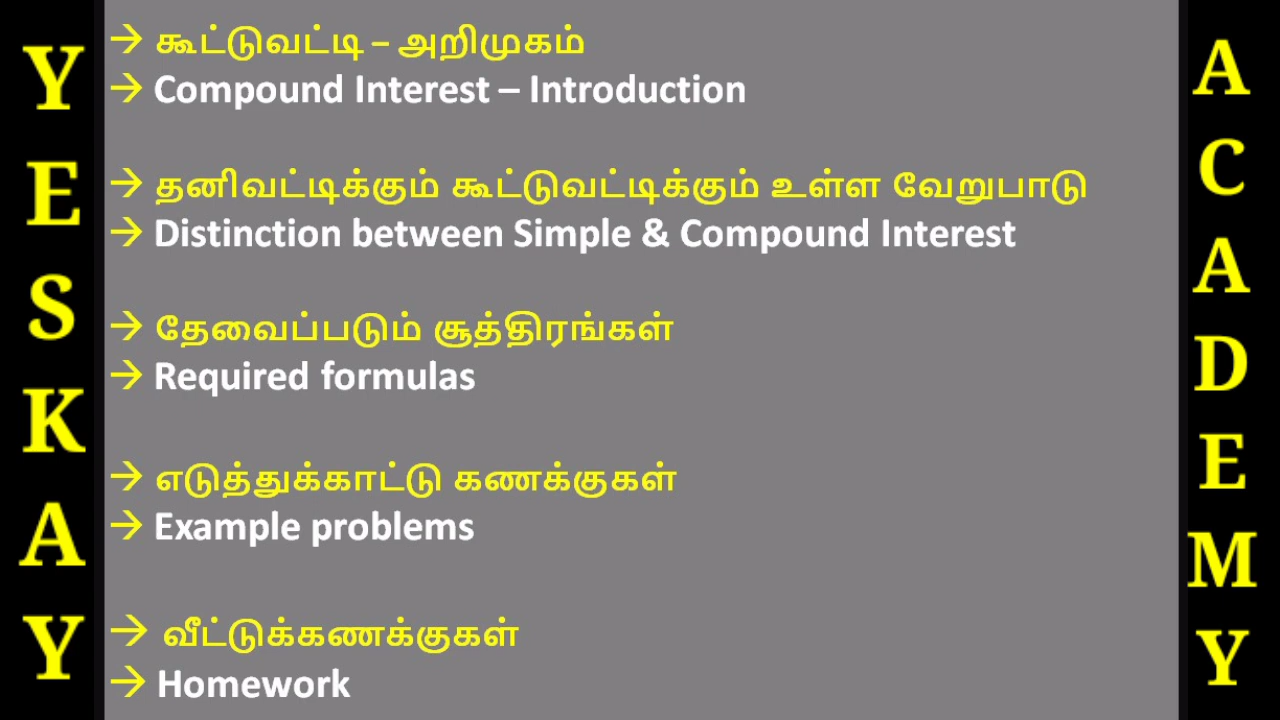 YESKAY
→ கூட்டுவட்டி – அறிமுகம்
→ Compound Interest – Introduction
→ தனிவட்டிக்கும் கூட்டுவட்டிக்கும் உள்ள வேறுபாடு
→ Distinction between Simple & Compound Interest
→ தேவைப்படும் சூத்திரங்கள்
→ Required formulas
→ எடுத்துக்காட்டு கணக்குகள்
→ Example problems
→ வீட்டுக்கணக்குகள்
→ Homework
ACADEMY